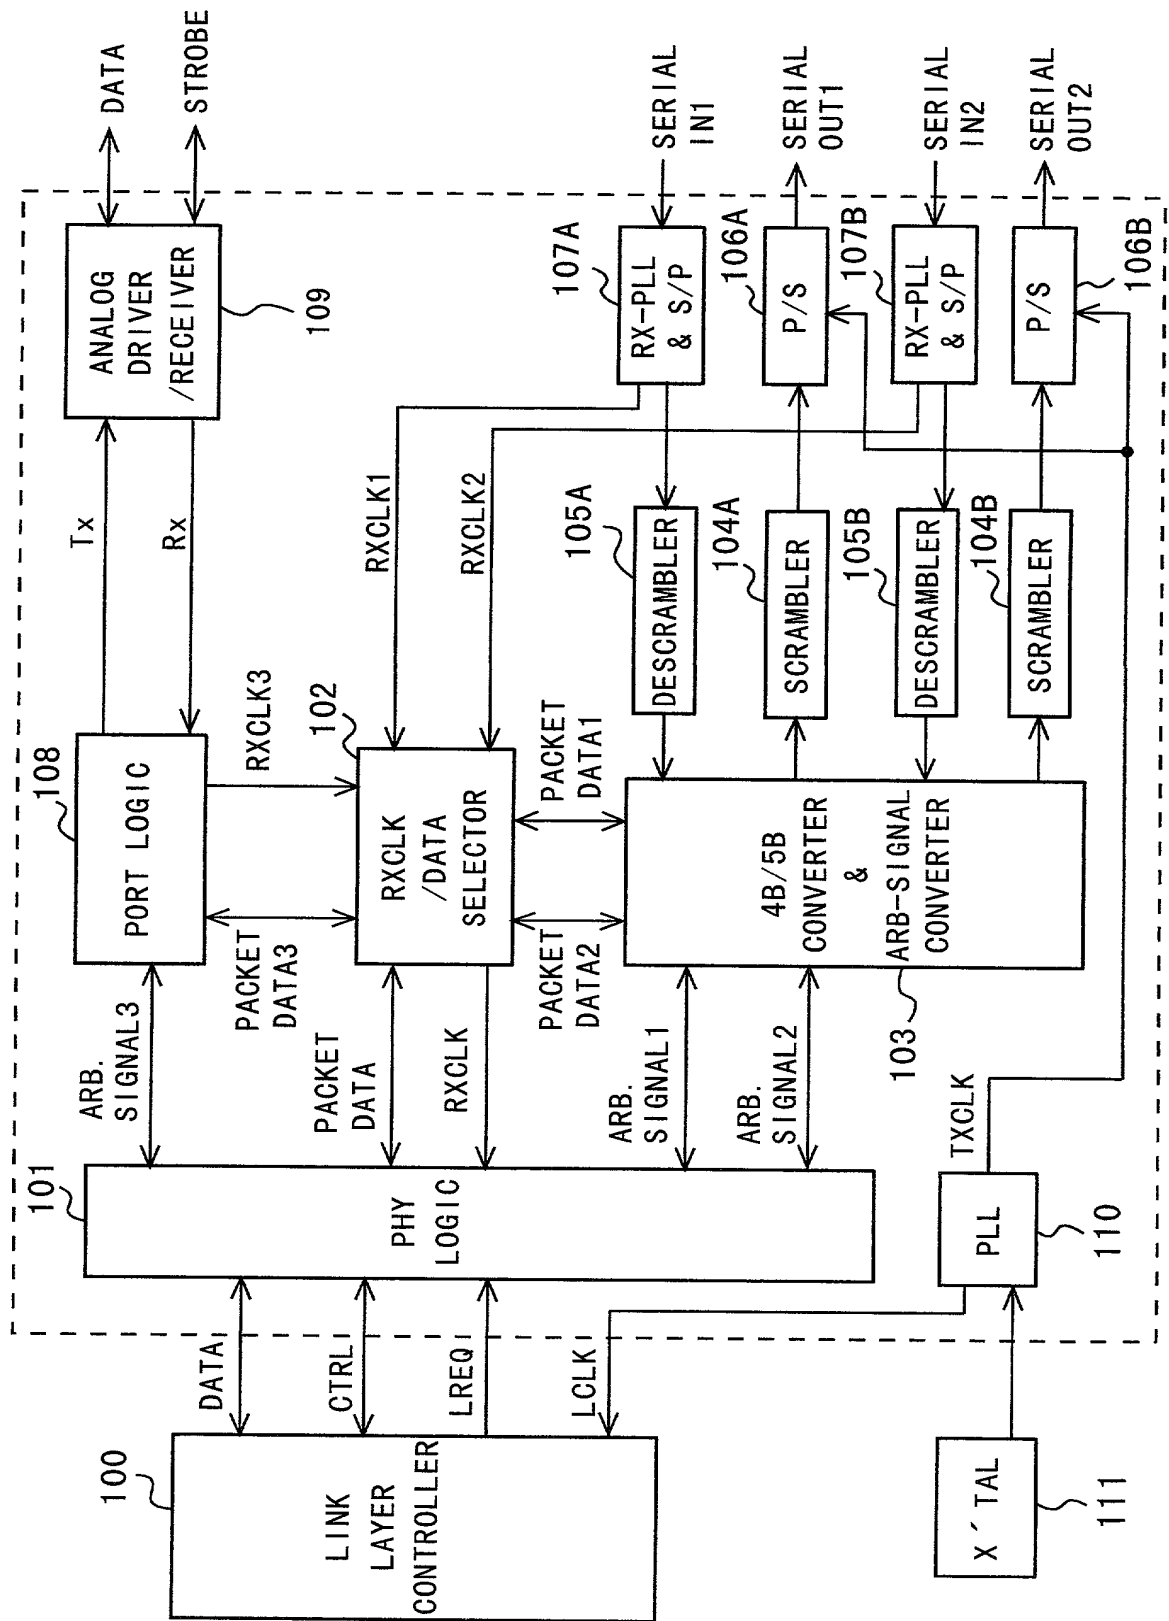 100
LINK
LAYER
CONTROLLER
DATA
CTRL
LREQ
LCLK
X´TAL
111
101
PHY
LOGIC
PLL
110
TXCLK
ARB.
SIGNAL3
PACKET
DATA
RXCLK
ARB.
SIGNAL1
ARB.
SIGNAL2
108
PORT LOGIC
PACKET
DATA3
RXCLK3
102
RXCLK
/DATA
SELECTOR
PACKET
DATA2
PACKET
DATA1
4B/5B
CONVERTER
&
ARB-SIGNAL
CONVERTER
103
Tx
Rx
RXCLK1
RXCLK2
105A
DESCRAMBLER
104A
SCRAMBLER
105B
DESCRAMBLER
104B
SCRAMBLER
ANALOG
DRIVER
/RECEIVER
109
107A
RX-PLL
& S/P
106A
P/S
107B
RX-PLL
& S/P
P/S
106B
DATA
STROBE
SERIAL
IN1
SERIAL
OUT1
SERIAL
IN2
SERIAL
OUT2